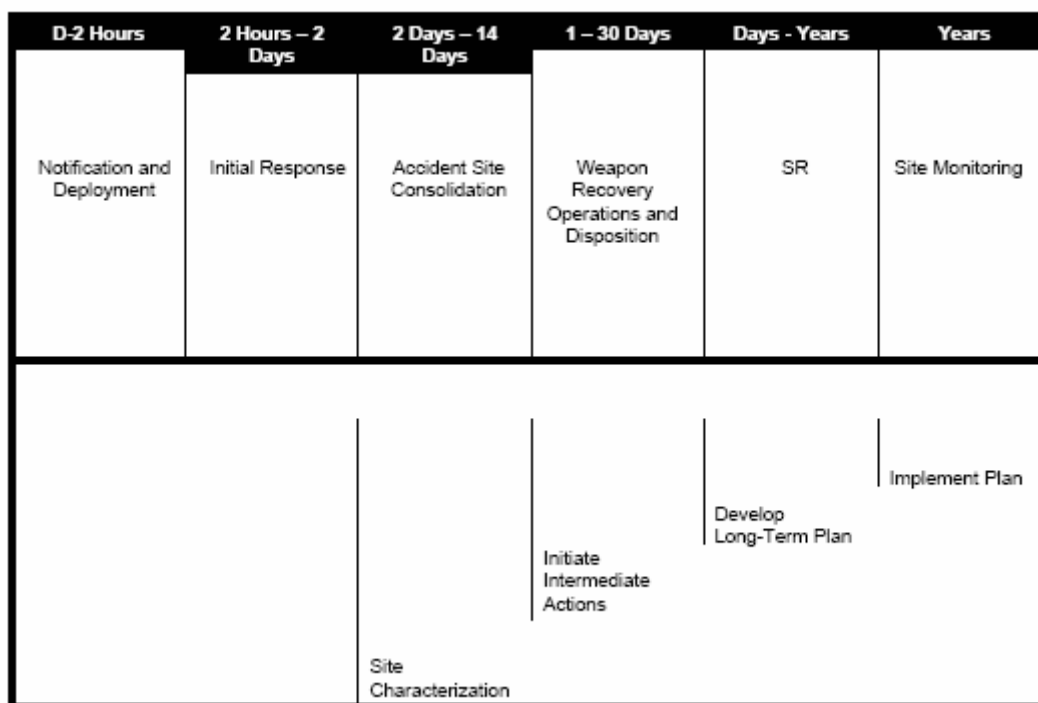 D-2 Hours
2 Hours – 2
Days
2 Days – 14
Days
1 – 30 Days
Days - Years
Years
Notification and
Deployment
Initial Response
Accident Site
Consolidation
Weapon
Recovery
Operations and
Disposition
SR
Site Monitoring
Implement Plan
Develop
Long-Term Plan
Initiate
Intermediate
Actions
Site
Characterization